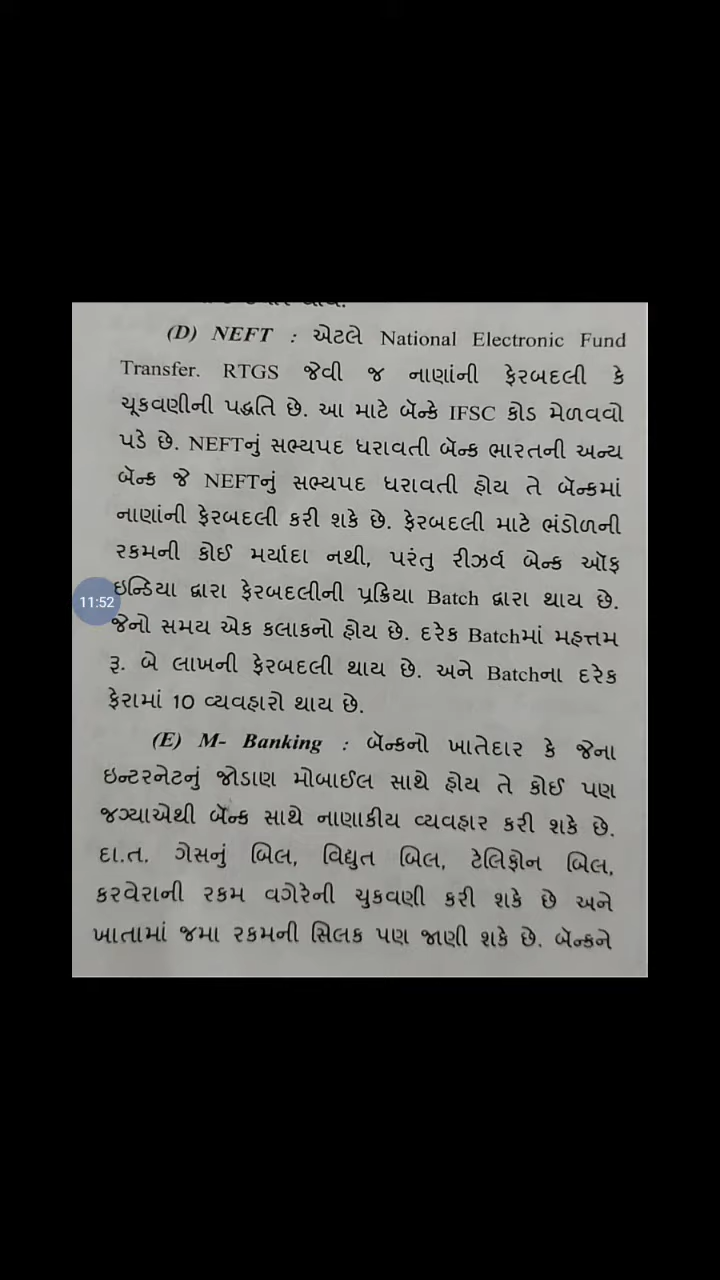 (D) NEFT : એટલે National Electronic Fund
Transfer. RTGS જેવી જ નાણાંની ફેરબદલી કે
ચૂકવણીની પદ્ધતિ છે. આ માટે બૅન્કે IFSC કોડ મેળવવો
પડે છે. NEFTનું સભ્યપદ ધરાવતી બૅન્ક ભારતની અન્ય
બૅન્ક જે NEFTનું સભ્યપદ ધરાવતી હોય તે બૅન્કમાં
નાણાંની ફેરબદલી કરી શકે છે. ફેરબદલી માટે ભંડોળની
રકમની કોઈ મર્યાદા નથી, પરંતુ રીઝર્વ બેન્ક ઑફ
ઇન્ડિયા દ્વારા ફેરબદલીની પ્રક્રિયા Batch દ્વારા થાય છે.
11:52
જેનો સમય એક કલાકનો હોય છે. દરેક Batchમાં મહત્તમ
રૂ. બે લાખની ફેરબદલી થાય છે. અને Batchના દરેક
ફેરામાં 10 વ્યવહારો થાય છે.
(E) M- Banking : બૅન્કનો ખાતેદાર કે જેના
ઇન્ટરનેટનું જોડાણ મોબાઈલ સાથે હોય તે કોઈ પણ
જગ્યાએથી બૅન્ક સાથે નાણાકીય વ્યવહાર કરી શકે છે.
દા.ત. ગેસનું બિલ, વિદ્યુત બિલ, ટેલિફોન બિલ,
કરવેરાની રકમ વગેરેની ચુકવણી કરી શકે છે અને
ખાતામાં જમા રકમની સિલક પણ જાણી શકે છે. બૅન્કને